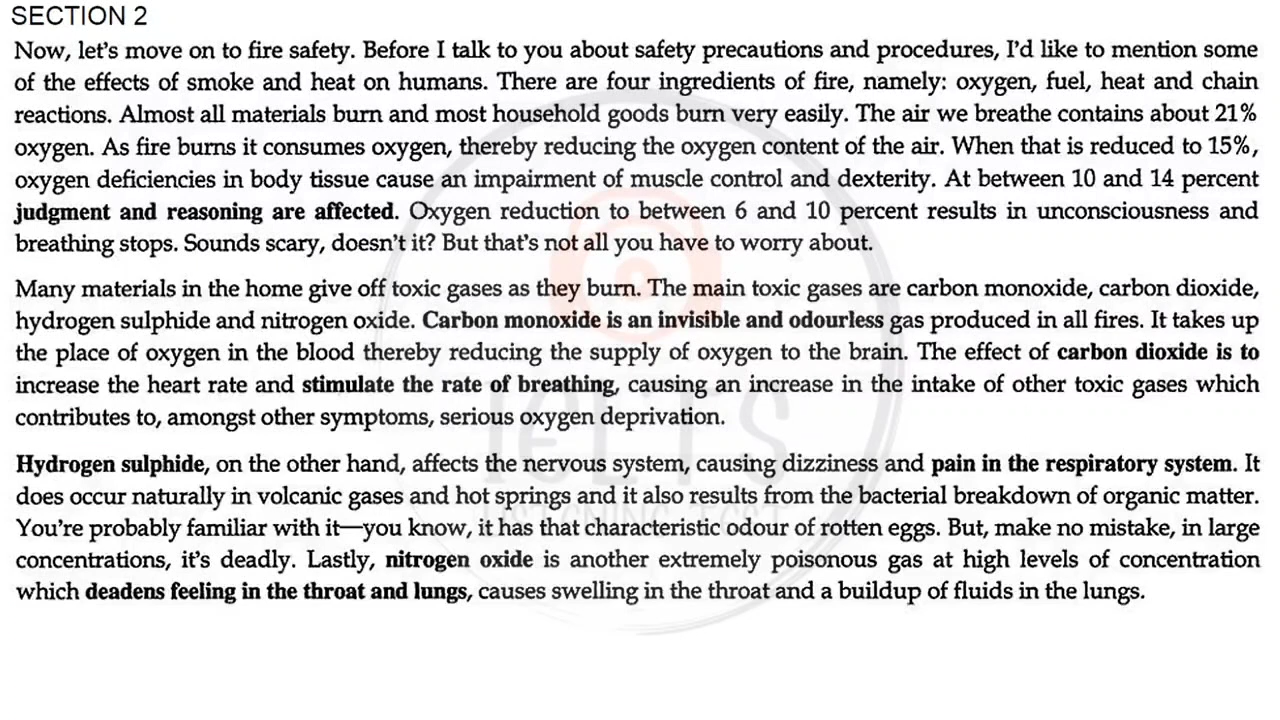 SECTION 2
Now, let's move on to fire safety. Before I talk to you about safety precautions and procedures, I'd like to mention some
of the effects of smoke and heat on humans. There are four ingredients of fire, namely: oxygen, fuel, heat and chain
reactions. Almost all materials burn and most household goods burn very easily. The air we breathe contains about 21%
oxygen. As fire burns it consumes oxygen, thereby reducing the oxygen content of the air. When that is reduced to 15%,
oxygen deficiencies in body tissue cause an impairment of muscle control and dexterity. At between 10 and 14 percent
judgment and reasoning are affected. Oxygen reduction to between 6 and 10 percent results in unconsciousness and
breathing stops. Sounds scary, doesn't it? But that's not all you have to worry about.
Many materials in the home give off toxic gases as they burn. The main toxic gases are carbon monoxide, carbon dioxide,
hydrogen sulphide and nitrogen oxide. Carbon monoxide is an invisible and odourless gas produced in all fires. It takes up
the place of oxygen in the blood thereby reducing the supply of oxygen to the brain. The effect of carbon dioxide is to
increase the heart rate and stimulate the rate of breathing, causing an increase in the intake of other toxic gases which
contributes to, amongst other symptoms, serious oxygen deprivation.
Hydrogen sulphide, on the other hand, affects the nervous system, causing dizziness and pain in the respiratory system. It
does occur naturally in volcanic gases and hot springs and it also results from the bacterial breakdown of organic matter.
You're probably familiar with it—you know, it has that characteristic odour of rotten eggs. But, make no mistake, in large
concentrations, it's deadly. Lastly, nitrogen oxide is another extremely poisonous gas at high levels of concentration
which deadens feeling in the throat and lungs, causes swelling in the throat and a buildup of fluids in the lungs.
IELTS
LISTENING TEST